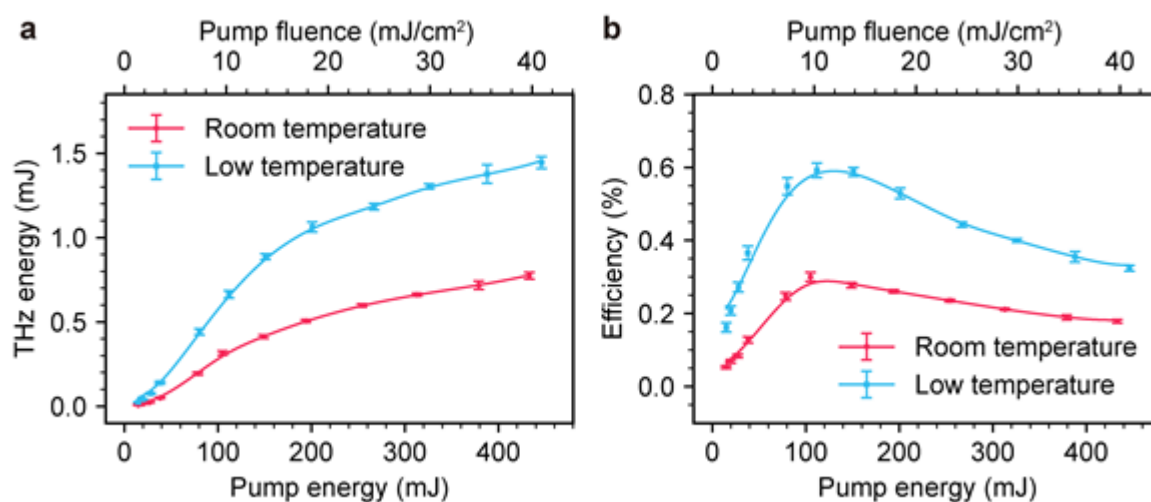 a
Pump fluence (mJ/cm²)
0 10 20 30 40
Room temperature
Low temperature
THz energy (mJ)
1.5
1.0
0.5
0.0
0 100 200 300 400
Pump energy (mJ)
b
Pump fluence (mJ/cm²)
0 10 20 30 40
Efficiency (%)
0.8
0.6
0.4
0.2
0.0
Room temperature
Low temperature
0 100 200 300 400
Pump energy (mJ)